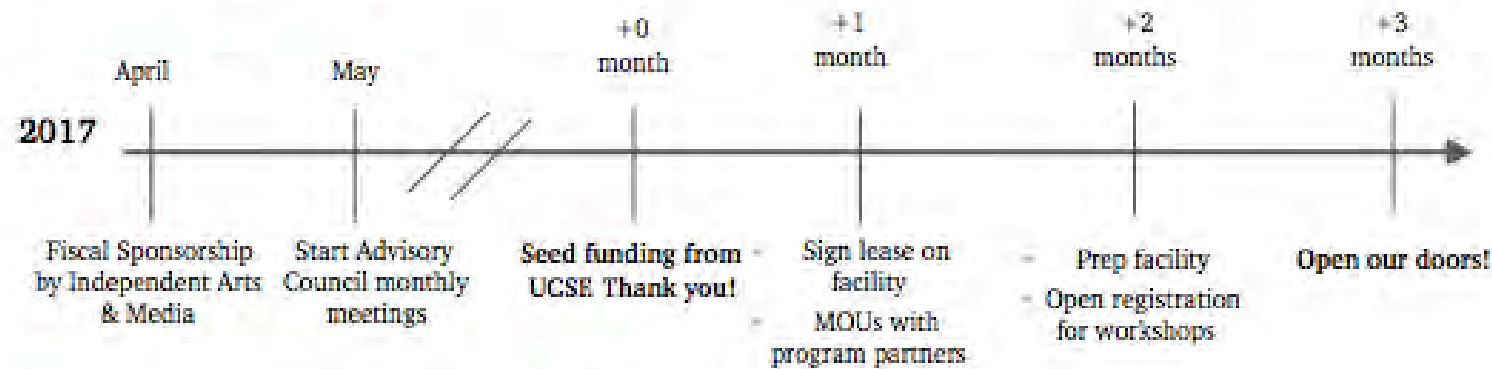 April
May
+0
month
+1
month
+2
months
+3
months
2017
Fiscal Sponsorship
by Independent Arts
& Media
Start Advisory
Council monthly
meetings
Seed funding from
UCSF. Thank you!
- Sign lease on
facility
- MOUs with
program partners
- Prep facility
- Open registration
for workshops
Open our doors!